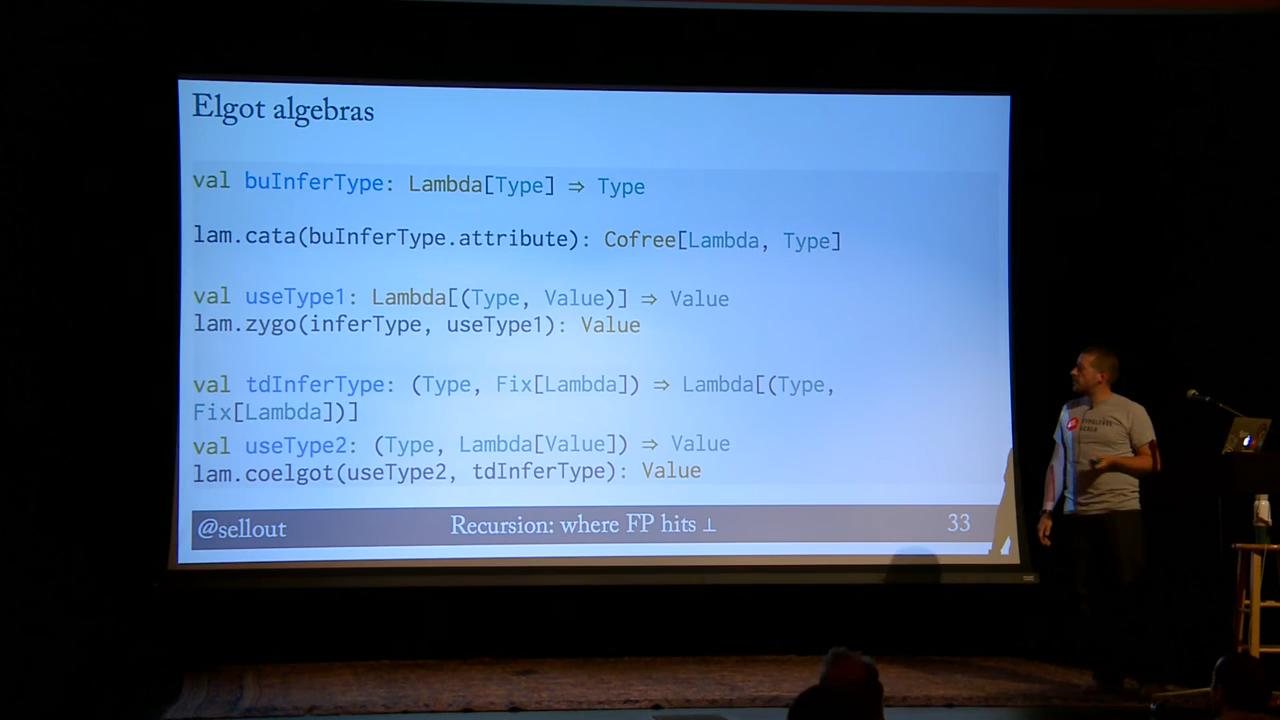 Elgot algebras
val buInferType: Lambda[Type] ⇒ Type
lam.cata(buInferType.attribute): Cofree[Lambda, Type]
val useType1: Lambda[(Type, Value)] ⇒ Value
lam.zygo(inferType, useType1): Value
val tdInferType: (Type, Fix[Lambda]) ⇒ Lambda[(Type,
Fix[Lambda])]
val useType2: (Type, Lambda[Value]) ⇒ Value
lam.coelgot(useType2, tdInferType): Value
@sellout
Recursion: where FP hits ⊥
33